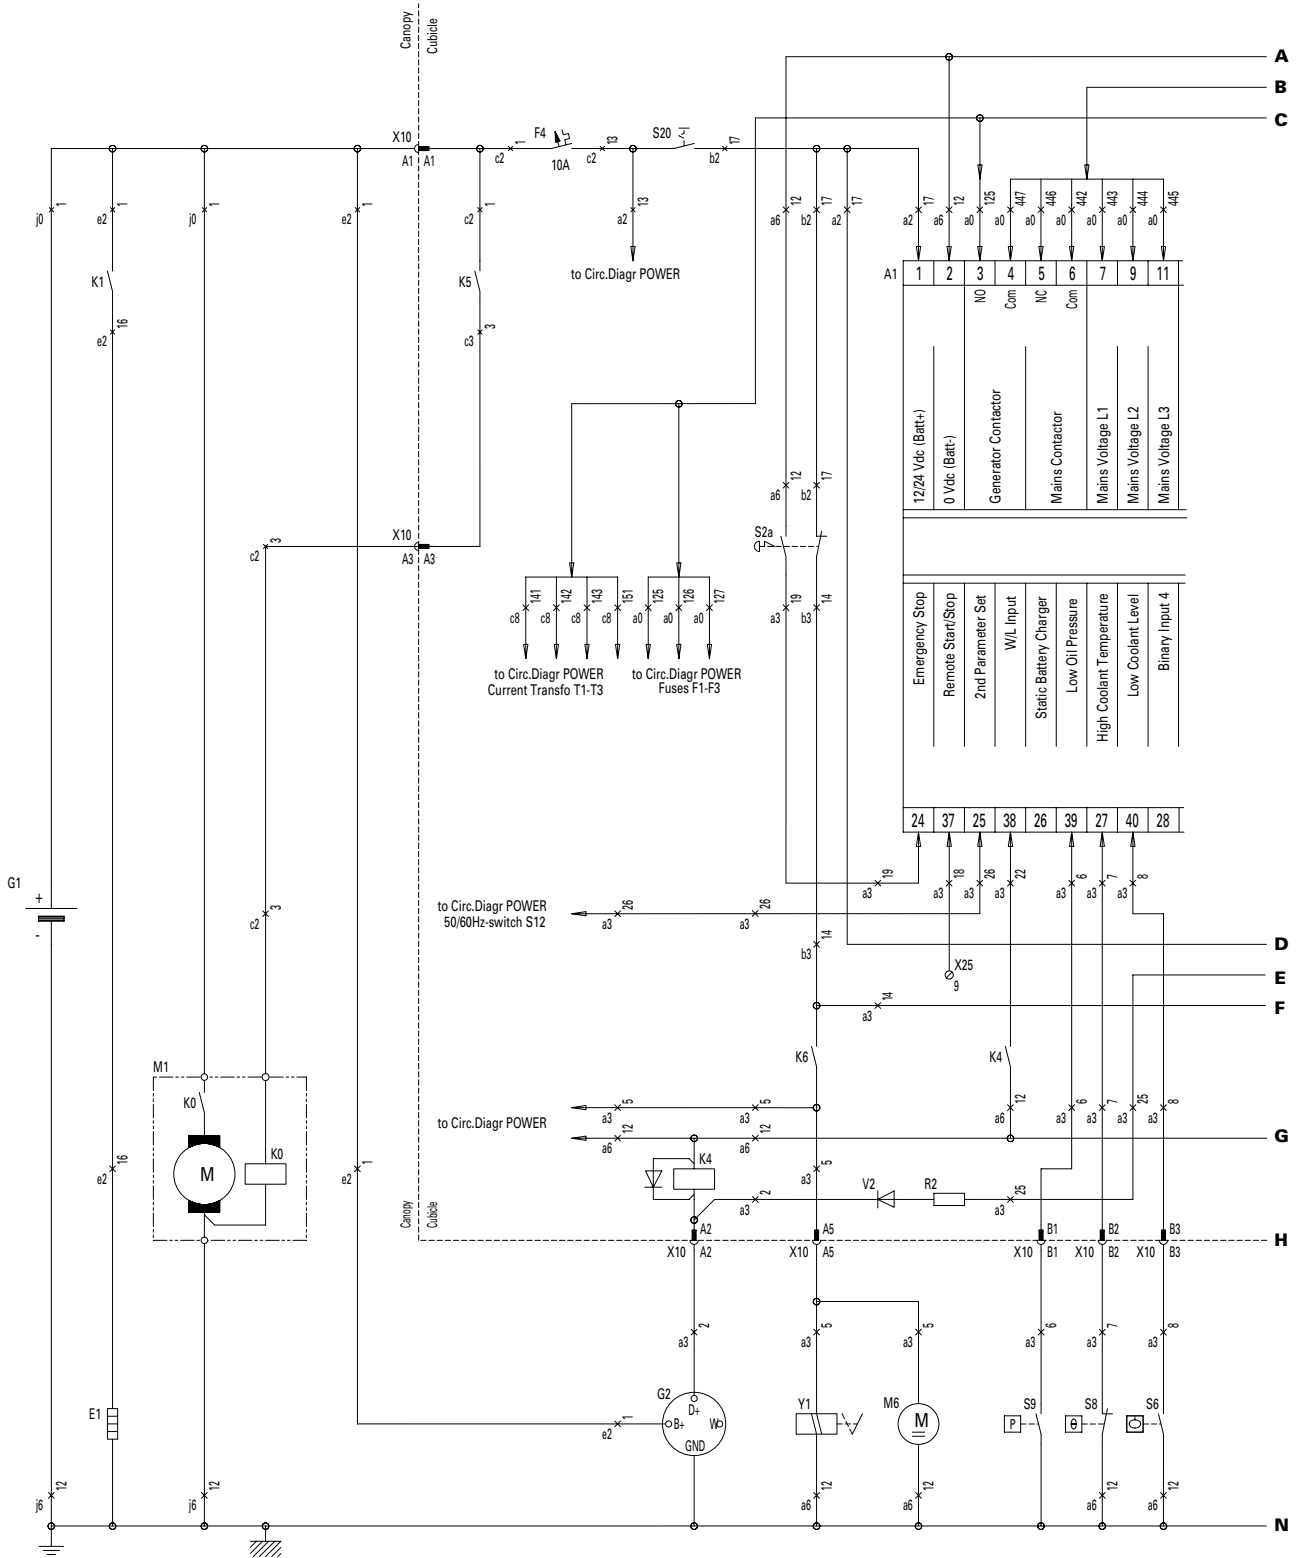 Canopy
Cubicle
A
B
C
X10
A1 A1
c2 1
F4
10A
c2 13
S20
b2 17
j0 1
e2 1
j0 1
e2 1
c2 1
a2 13
a6 12
b2 17
a2 17
a2 17
a6 12
a0 125
a0 447
a0 446
a0 442
a0 443
a0 444
a0 445
to Circ.Diagr POWER
A1 1 2 3 4 5 6 7 9 11
NO
Com
NC
Com
K1
K5
e2 16
c3 3
12/24 Vdc (Batt+)
0 Vdc (Batt-)
Generator Contactor
Mains Contactor
Mains Voltage L1
Mains Voltage L2
Mains Voltage L3
a6 12
b2 17
S2a
X10
A3 A3
c2 3
c8 141
c8 142
c8 143
c8 151
a0 125
a0 126
a0 127
a3 19
b3 14
to Circ.Diagr POWER
Current Transfo T1-T3
to Circ.Diagr POWER
Fuses F1-F3
Emergency Stop
Remote Start/Stop
2nd Parameter Set
W/L Input
Static Battery Charger
Low Oil Pressure
High Coolant Temperature
Low Coolant Level
Binary Input 4
24 37 25 38 26 39 27 40 28
G1
+
-
a3 19
a3 18
a3 26
a3 22
a3 6
a3 7
a3 8
c2 3
to Circ.Diagr POWER
50/60Hz-switch S12
a3 26
a3 26
b3 14
D
X25
9
E
a3 14
F
K6
K4
M1
K0
to Circ.Diagr POWER
a3 5
a3 5
a6 12
a6 12
a6 12
a3 6
a3 7
a3 25
a3 8
G
M
K0
e2 16
e2 1
K4
a3 5
a3 2
V2
R2
a3 25
Canopy
Cubicle
A2
X10 A2
A5
X10 A5
B1
X10 B1
B2
X10 B2
B3
X10 B3
H
a3 2
a3 5
a3 5
a3 6
a3 7
a3 8
E1
G2
D+
B+
W
GND
e2 1
Y1
M6
M
S9
P
S8
θ
S6
j6 12
j6 12
a6 12
a6 12
a6 12
a6 12
N